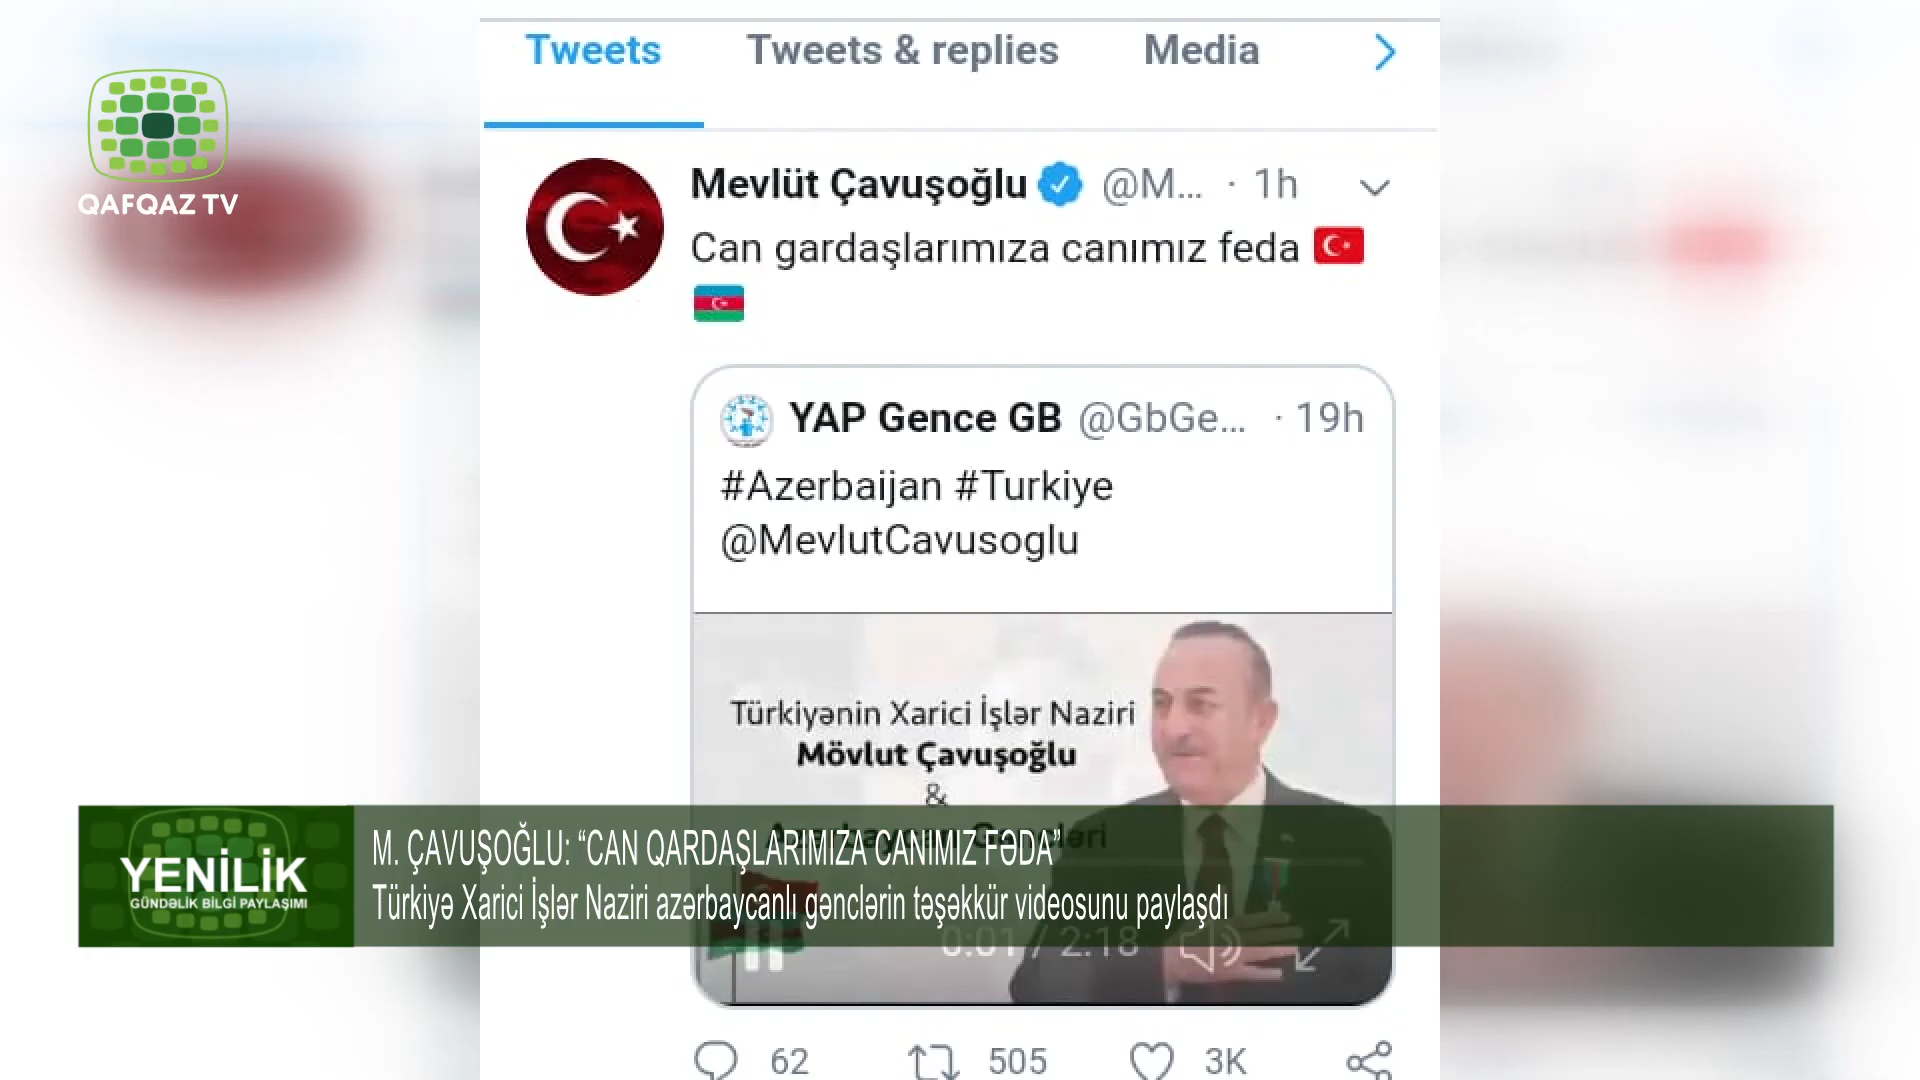 Tweets Tweets & replies Media
QAFQAZ TV
Mevlüt Çavuşoğlu @M... · 1h
Can gardaşlarımıza canımız feda
YAP Gence GB @GbGe... · 19h
#Azerbaijan #Turkiye
@MevlutCavusoglu
Türkiyənin Xarici İşlər Naziri
Mövlut Çavuşoğlu
&
Azərbaycan Gəncləri
YENİLİK
GÜNDƏLİK BİLGİ PAYLAŞIMI
M. ÇAVUŞOĞLU: “CAN QARDAŞLARIMIZA CANIMIZ FƏDA”
Türkiyə Xarici İşlər Naziri azərbaycanlı gənclərin təşəkkür videosunu paylaşdı
0:01 / 2:18
62 505 3K